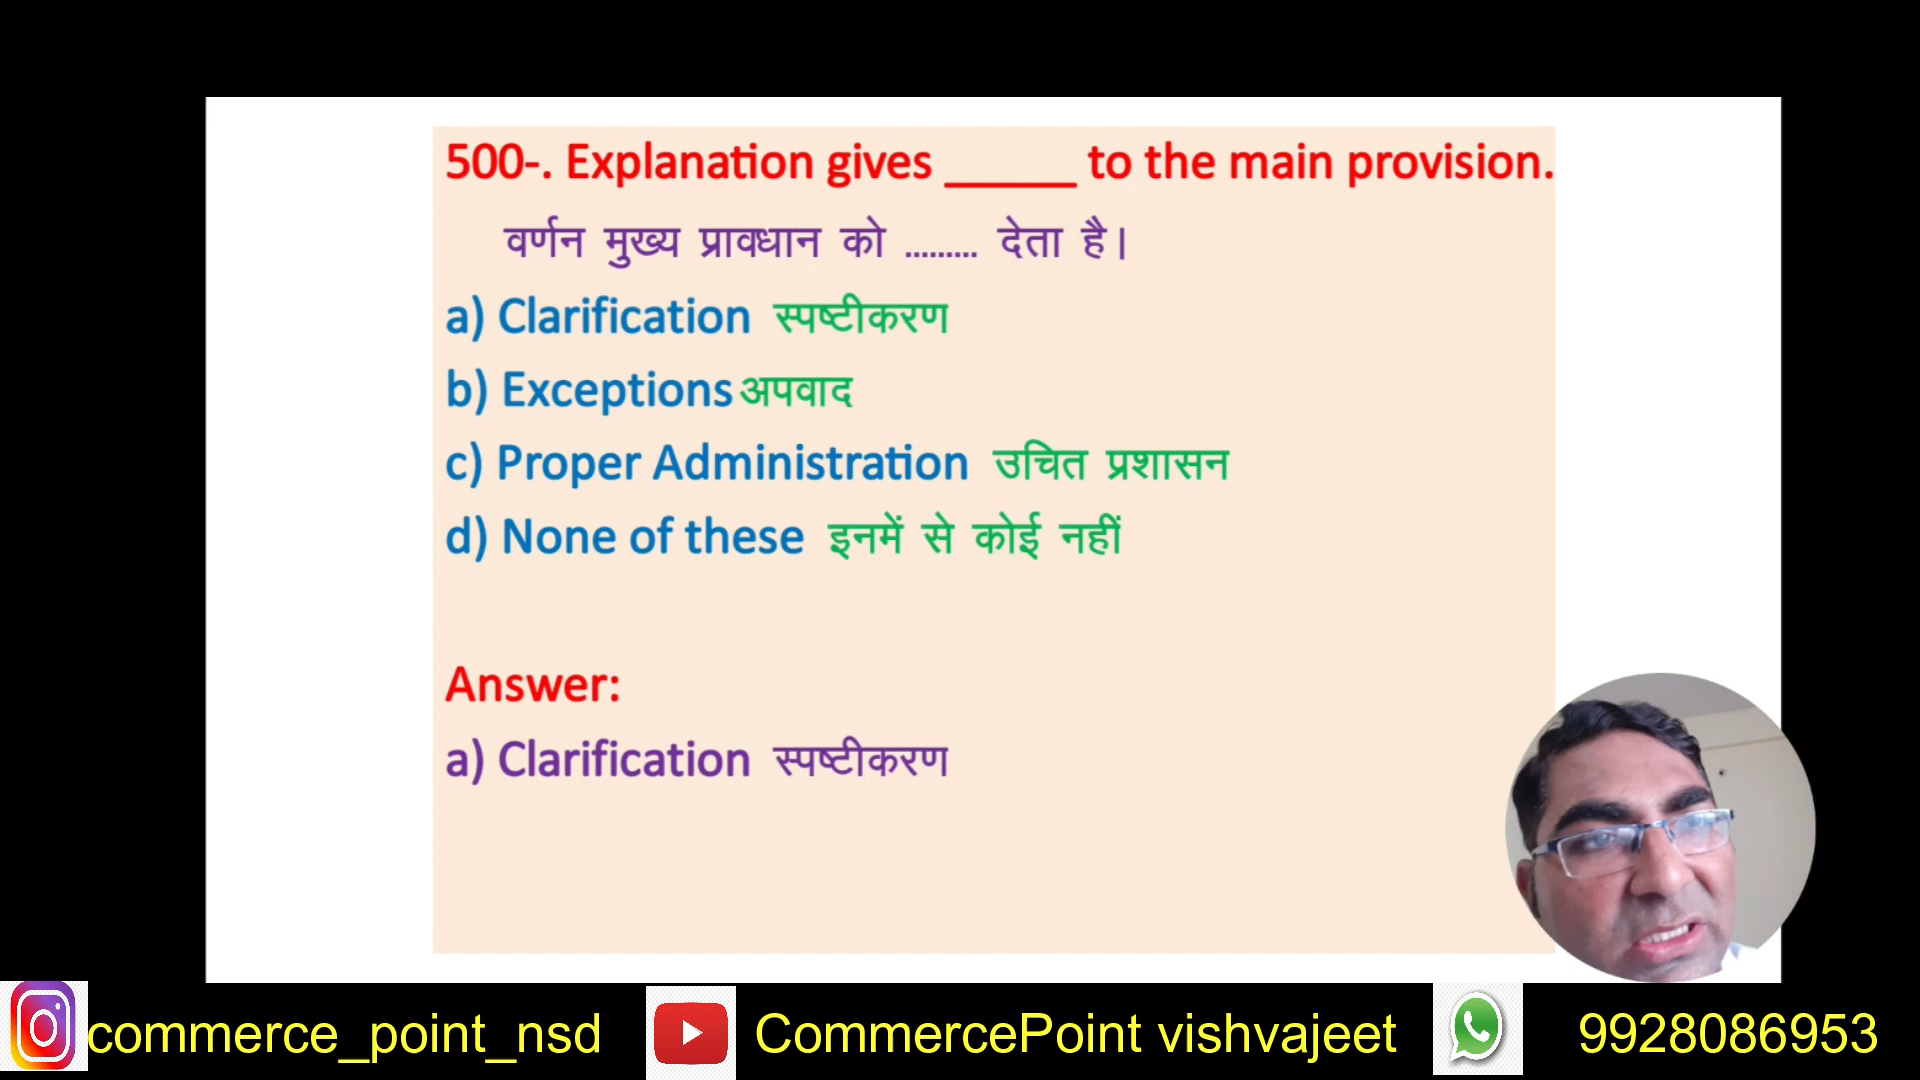 500-. Explanation gives ______ to the main provision.
वर्णन मुख्य प्रावधान को ......... देता है।
a) Clarification स्पष्टीकरण
b) Exceptions अपवाद
c) Proper Administration उचित प्रशासन
d) None of these इनमें से कोई नहीं
Answer:
a) Clarification स्पष्टीकरण
commerce_point_nsd CommercePoint vishvajeet 9928086953